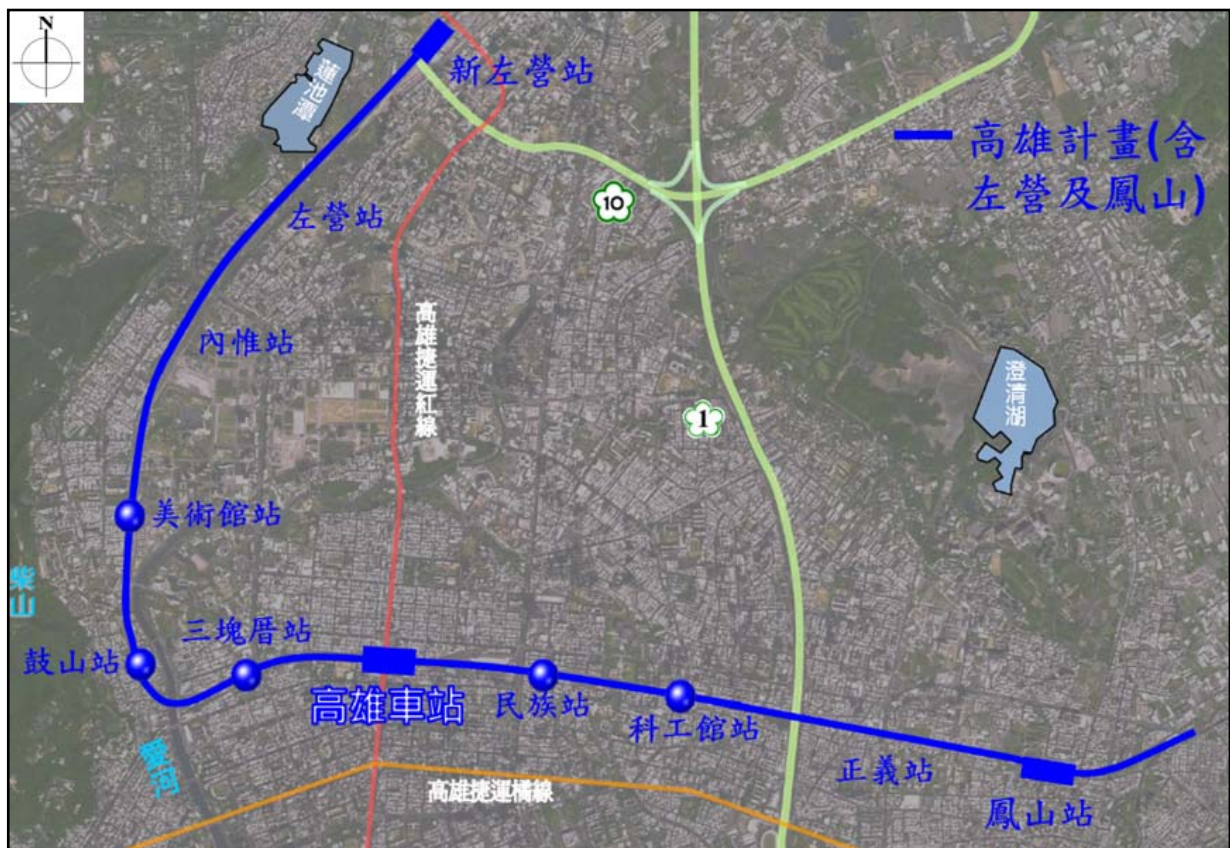 N
蓮池潭
新左營站
高雄計畫(含
左營及鳳山)
左營站
10
高雄捷運紅線
內惟站
澄清湖
1
美術館站
柴山
三塊厝站
鼓山站
高雄車站
民族站
科工館站
愛河
正義站
高雄捷運橘線
鳳山站